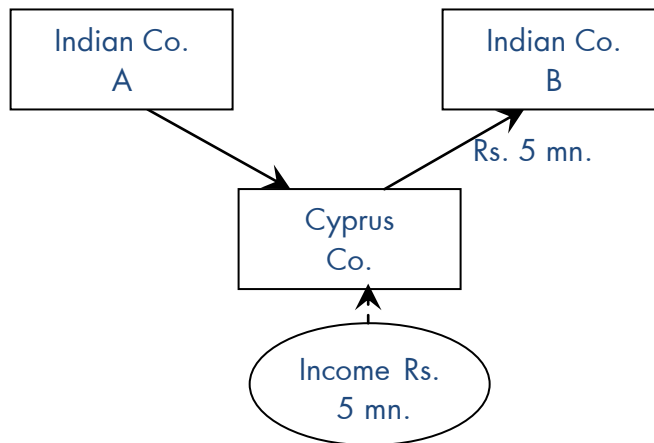 Indian Co.
A
Indian Co.
B
Rs. 5 mn.
Cyprus
Co.
Income Rs.
5 mn.